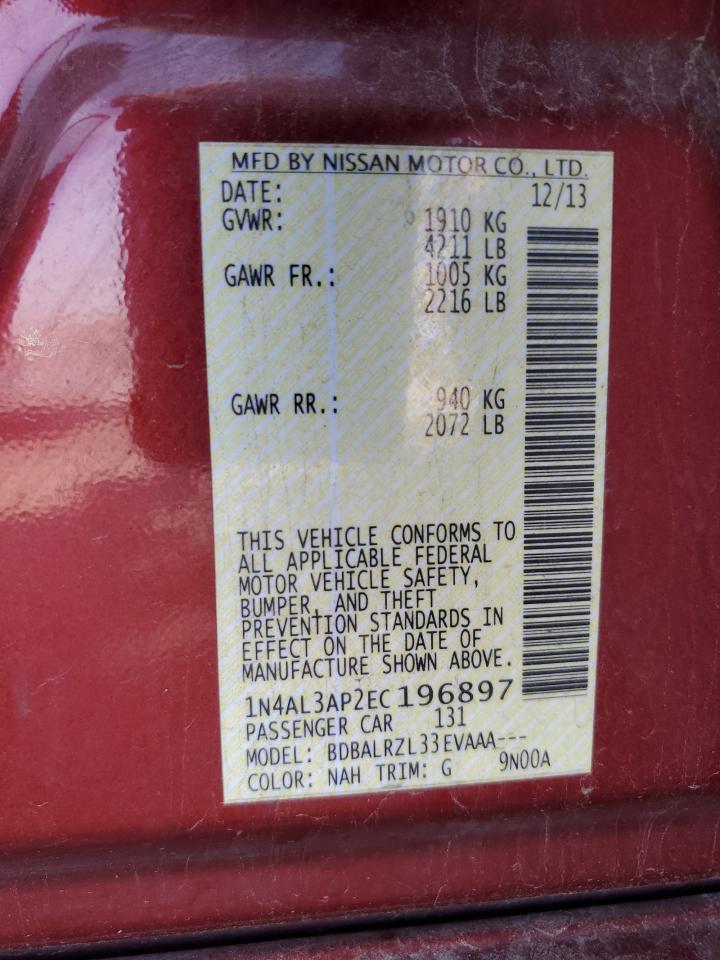 MFD BY NISSAN MOTOR CO., LTD.
DATE: 12/13
GVWR: 1910 KG
4211 LB
GAWR FR.: 1005 KG
2216 LB
GAWR RR.: 940 KG
2072 LB
THIS VEHICLE CONFORMS TO
ALL APPLICABLE FEDERAL
MOTOR VEHICLE SAFETY,
BUMPER, AND THEFT
PREVENTION STANDARDS IN
EFFECT ON THE DATE OF
MANUFACTURE SHOWN ABOVE.
1N4AL3AP2EC196897
PASSENGER CAR 131
MODEL: BDBALRZL33EVAAA---
COLOR: NAH TRIM: G 9N00A